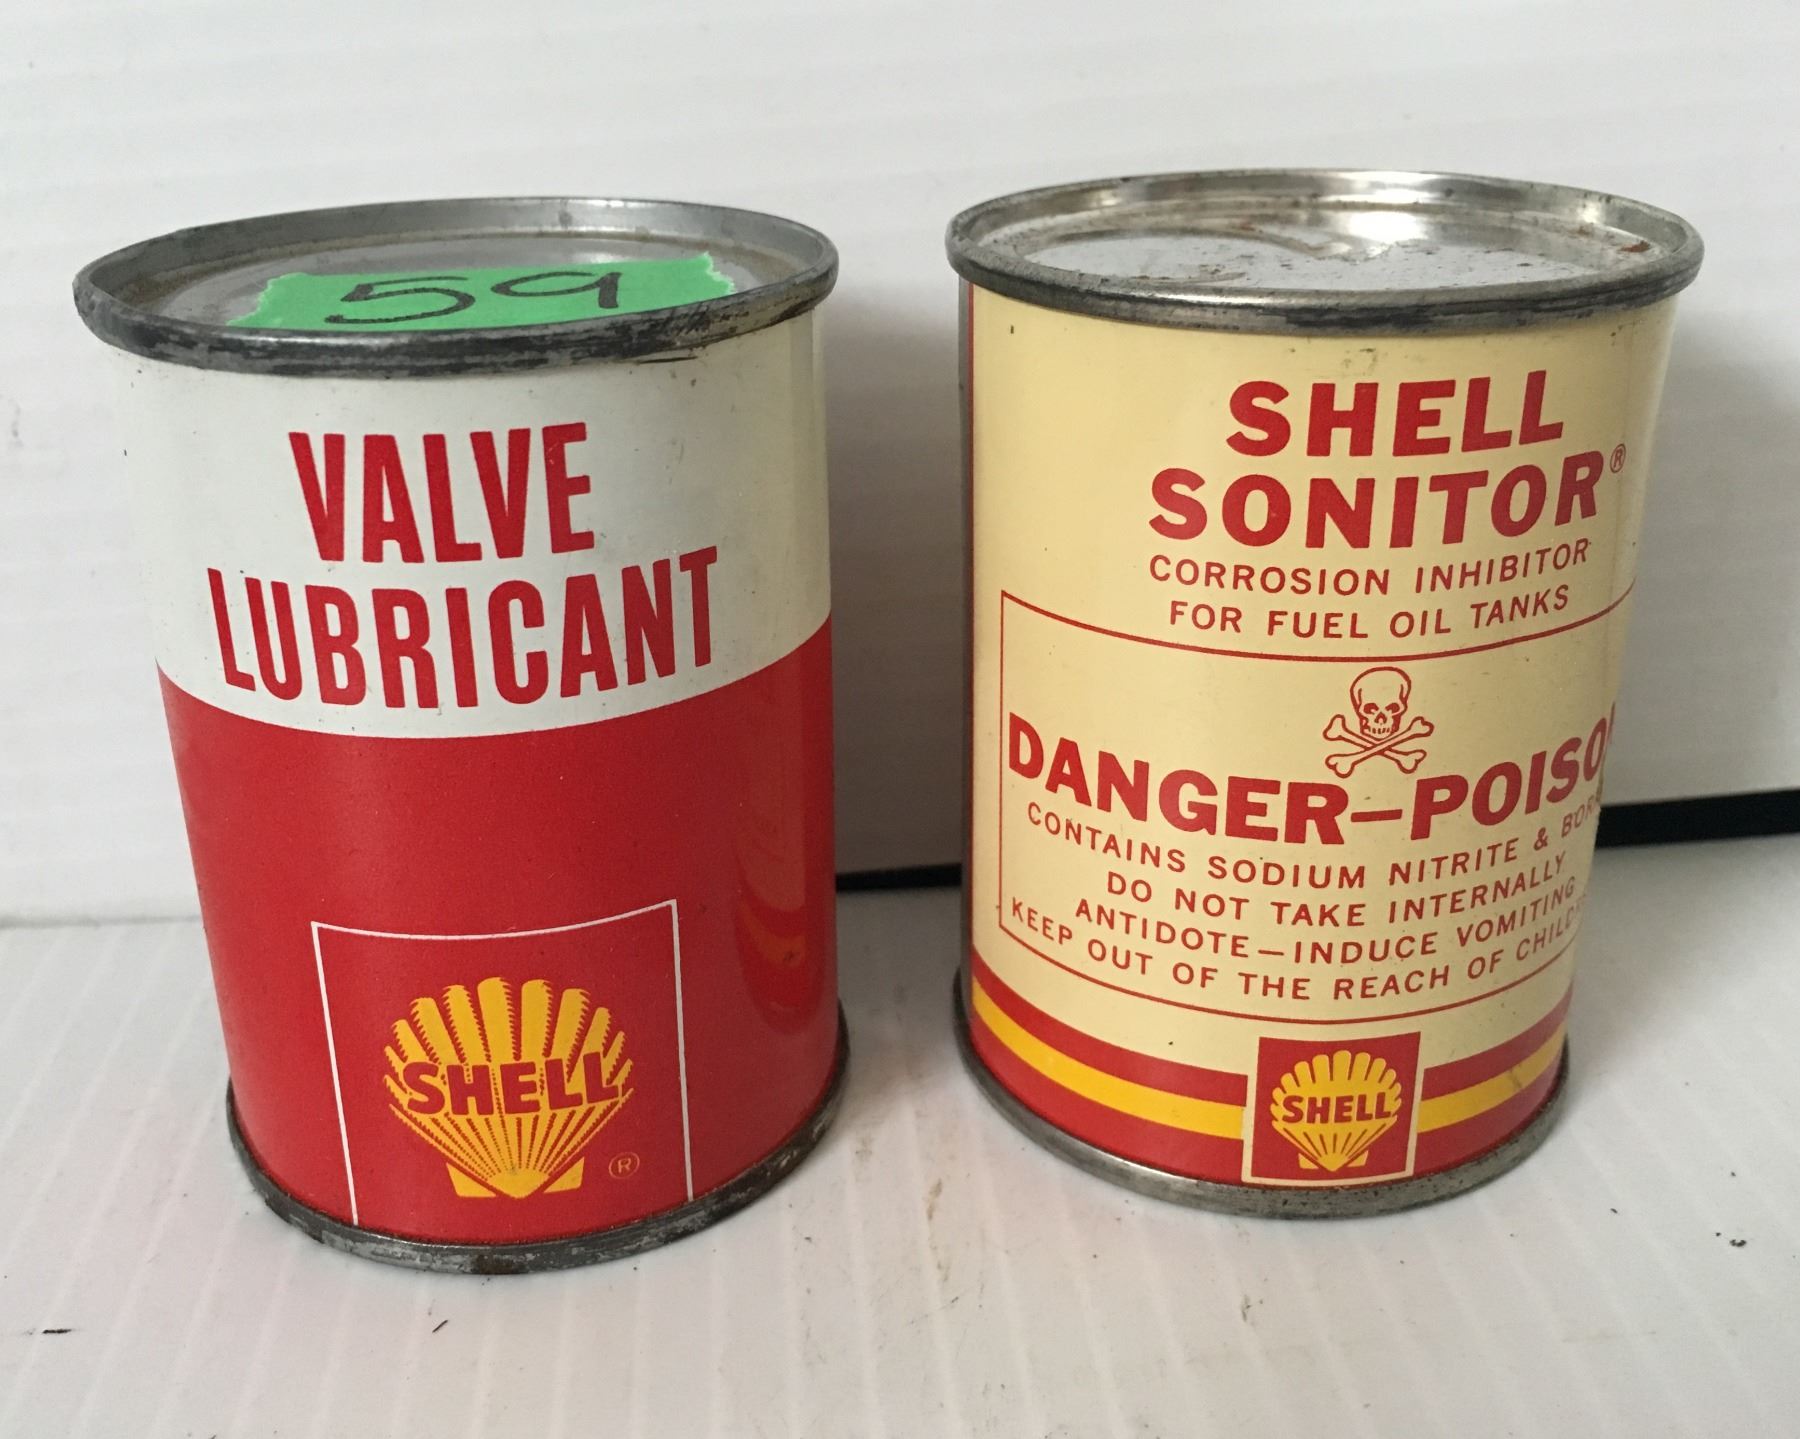 59
VALVE
LUBRICANT
SHELL
®
SHELL
SONITOR®
CORROSION INHIBITOR
FOR FUEL OIL TANKS
DANGER–POISO
CONTAINS SODIUM NITRITE & BOR
DO NOT TAKE INTERNALLY
ANTIDOTE—INDUCE VOMITING
KEEP OUT OF THE REACH OF CHILD
SHELL